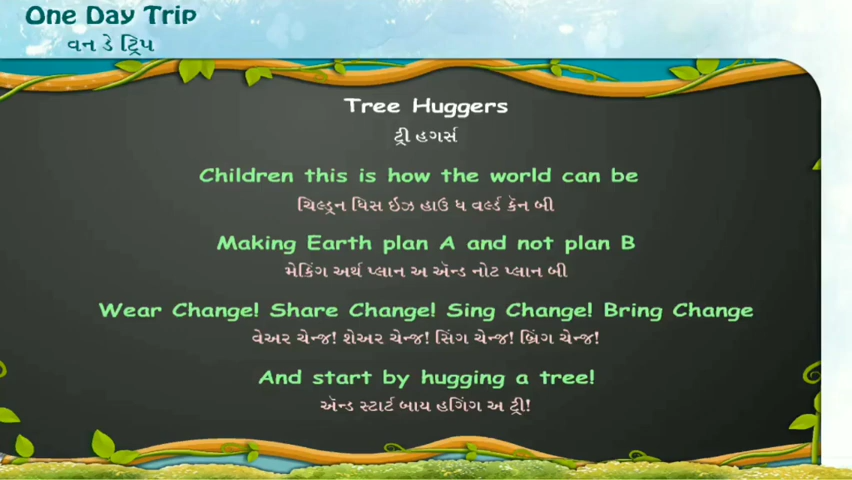 One Day Trip
વન ડે ટ્રિપ
Tree Huggers
ટ્રી હગર્સ
Children this is how the world can be
ચિલ્ડ્રન ધિસ ઇઝ હાઉ ધ વર્લ્ડ કૅન બી
Making Earth plan A and not plan B
મેકિંગ અર્થ પ્લાન અ ઍન્ડ નોટ પ્લાન બી
Wear Change! Share Change! Sing Change! Bring Change
વેઅર ચેન્જ! શેઅર ચેન્જ! સિંગ ચેન્જ! બ્રિંગ ચેન્જ!
And start by hugging a tree!
ઍન્ડ સ્ટાર્ટ બાય હગિંગ અ ટ્રી!